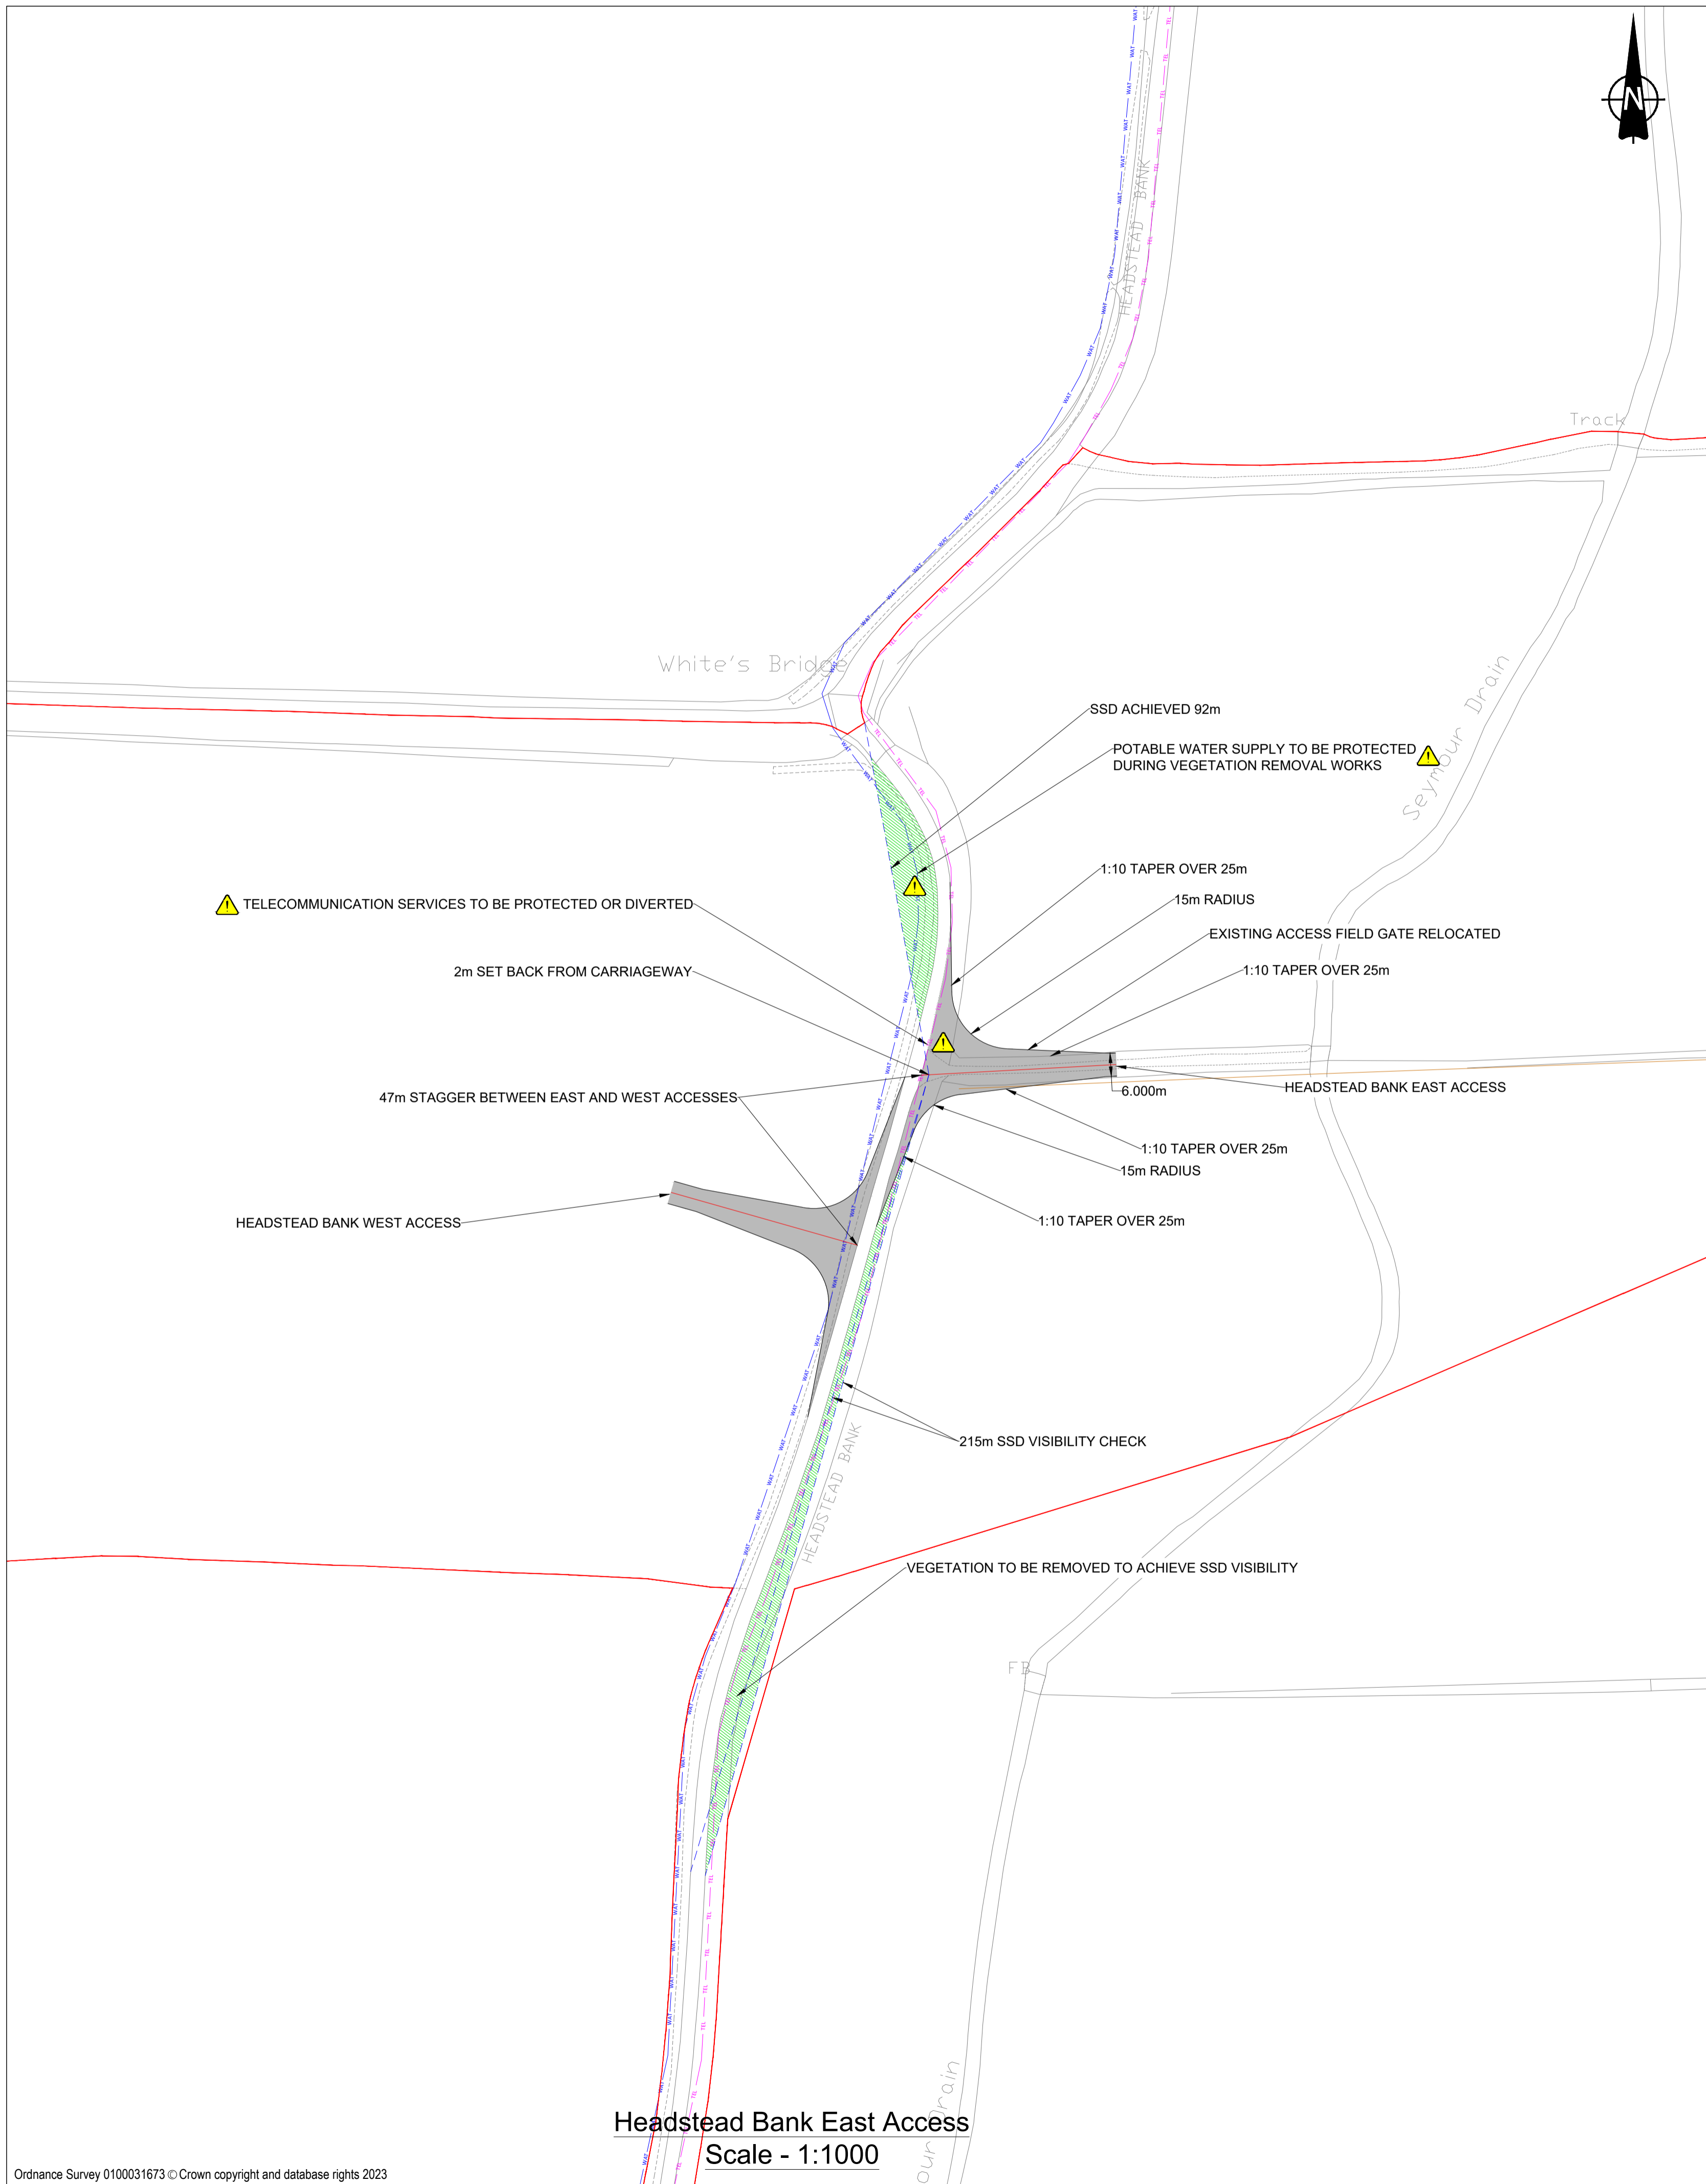 N
HEADSTEAD BANK
Track
White's Bridge
Seymour Drain
SSD ACHIEVED 92m
POTABLE WATER SUPPLY TO BE PROTECTED
DURING VEGETATION REMOVAL WORKS
1:10 TAPER OVER 25m
15m RADIUS
TELECOMMUNICATION SERVICES TO BE PROTECTED OR DIVERTED
EXISTING ACCESS FIELD GATE RELOCATED
2m SET BACK FROM CARRIAGEWAY
1:10 TAPER OVER 25m
HEADSTEAD BANK EAST ACCESS
6.000m
47m STAGGER BETWEEN EAST AND WEST ACCESSES
1:10 TAPER OVER 25m
15m RADIUS
HEADSTEAD BANK WEST ACCESS
1:10 TAPER OVER 25m
215m SSD VISIBILITY CHECK
HEADSTEAD BANK
VEGETATION TO BE REMOVED TO ACHIEVE SSD VISIBILITY
FB
WAT
TEL
our Drain
Headstead Bank East Access
Scale - 1:1000
Ordnance Survey 0100031673 © Crown copyright and database rights 2023